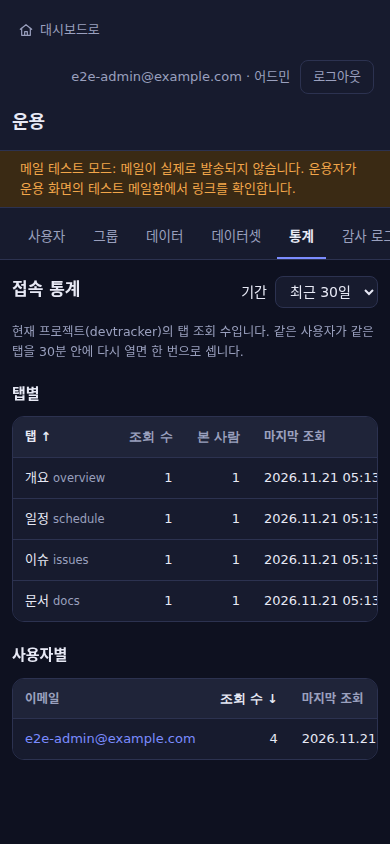 대시보드로
e2e-admin@example.com · 어드민 로그아웃
운용
메일 테스트 모드: 메일이 실제로 발송되지 않습니다. 운용자가
운용 화면의 테스트 메일함에서 링크를 확인합니다.
사용자 그룹 데이터 데이터셋 통계 감사 로
접속 통계 기간 최근 30일
현재 프로젝트(devtracker)의 탭 조회 수입니다. 같은 사용자가 같은
탭을 30분 안에 다시 열면 한 번으로 셉니다.
탭별
탭 ↑ 조회 수 본 사람 마지막 조회
개요 overview 1 1 2026.11.21 05:13
일정 schedule 1 1 2026.11.21 05:13
이슈 issues 1 1 2026.11.21 05:13
문서 docs 1 1 2026.11.21 05:13
사용자별
이메일 조회 수 ↓ 마지막 조회
e2e-admin@example.com 4 2026.11.21